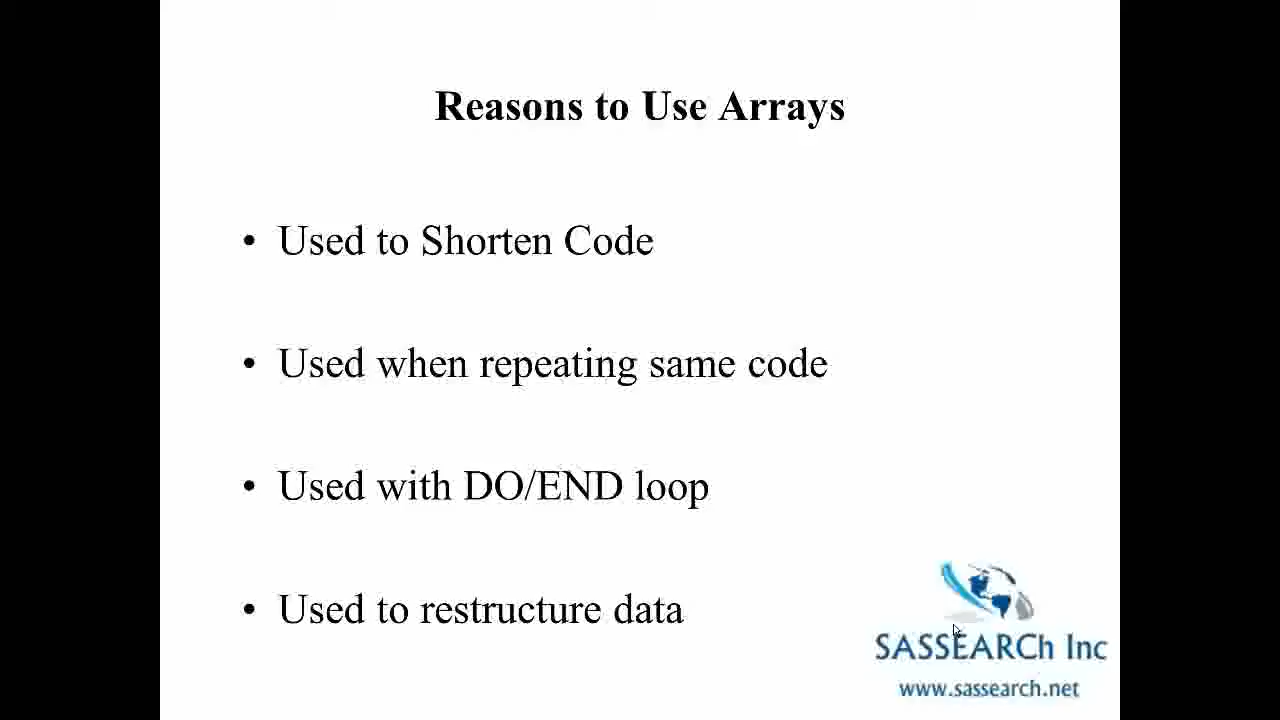 Reasons to Use Arrays
• Used to Shorten Code
• Used when repeating same code
• Used with DO/END loop
• Used to restructure data
SASSEARCh Inc
www.sassearch.net